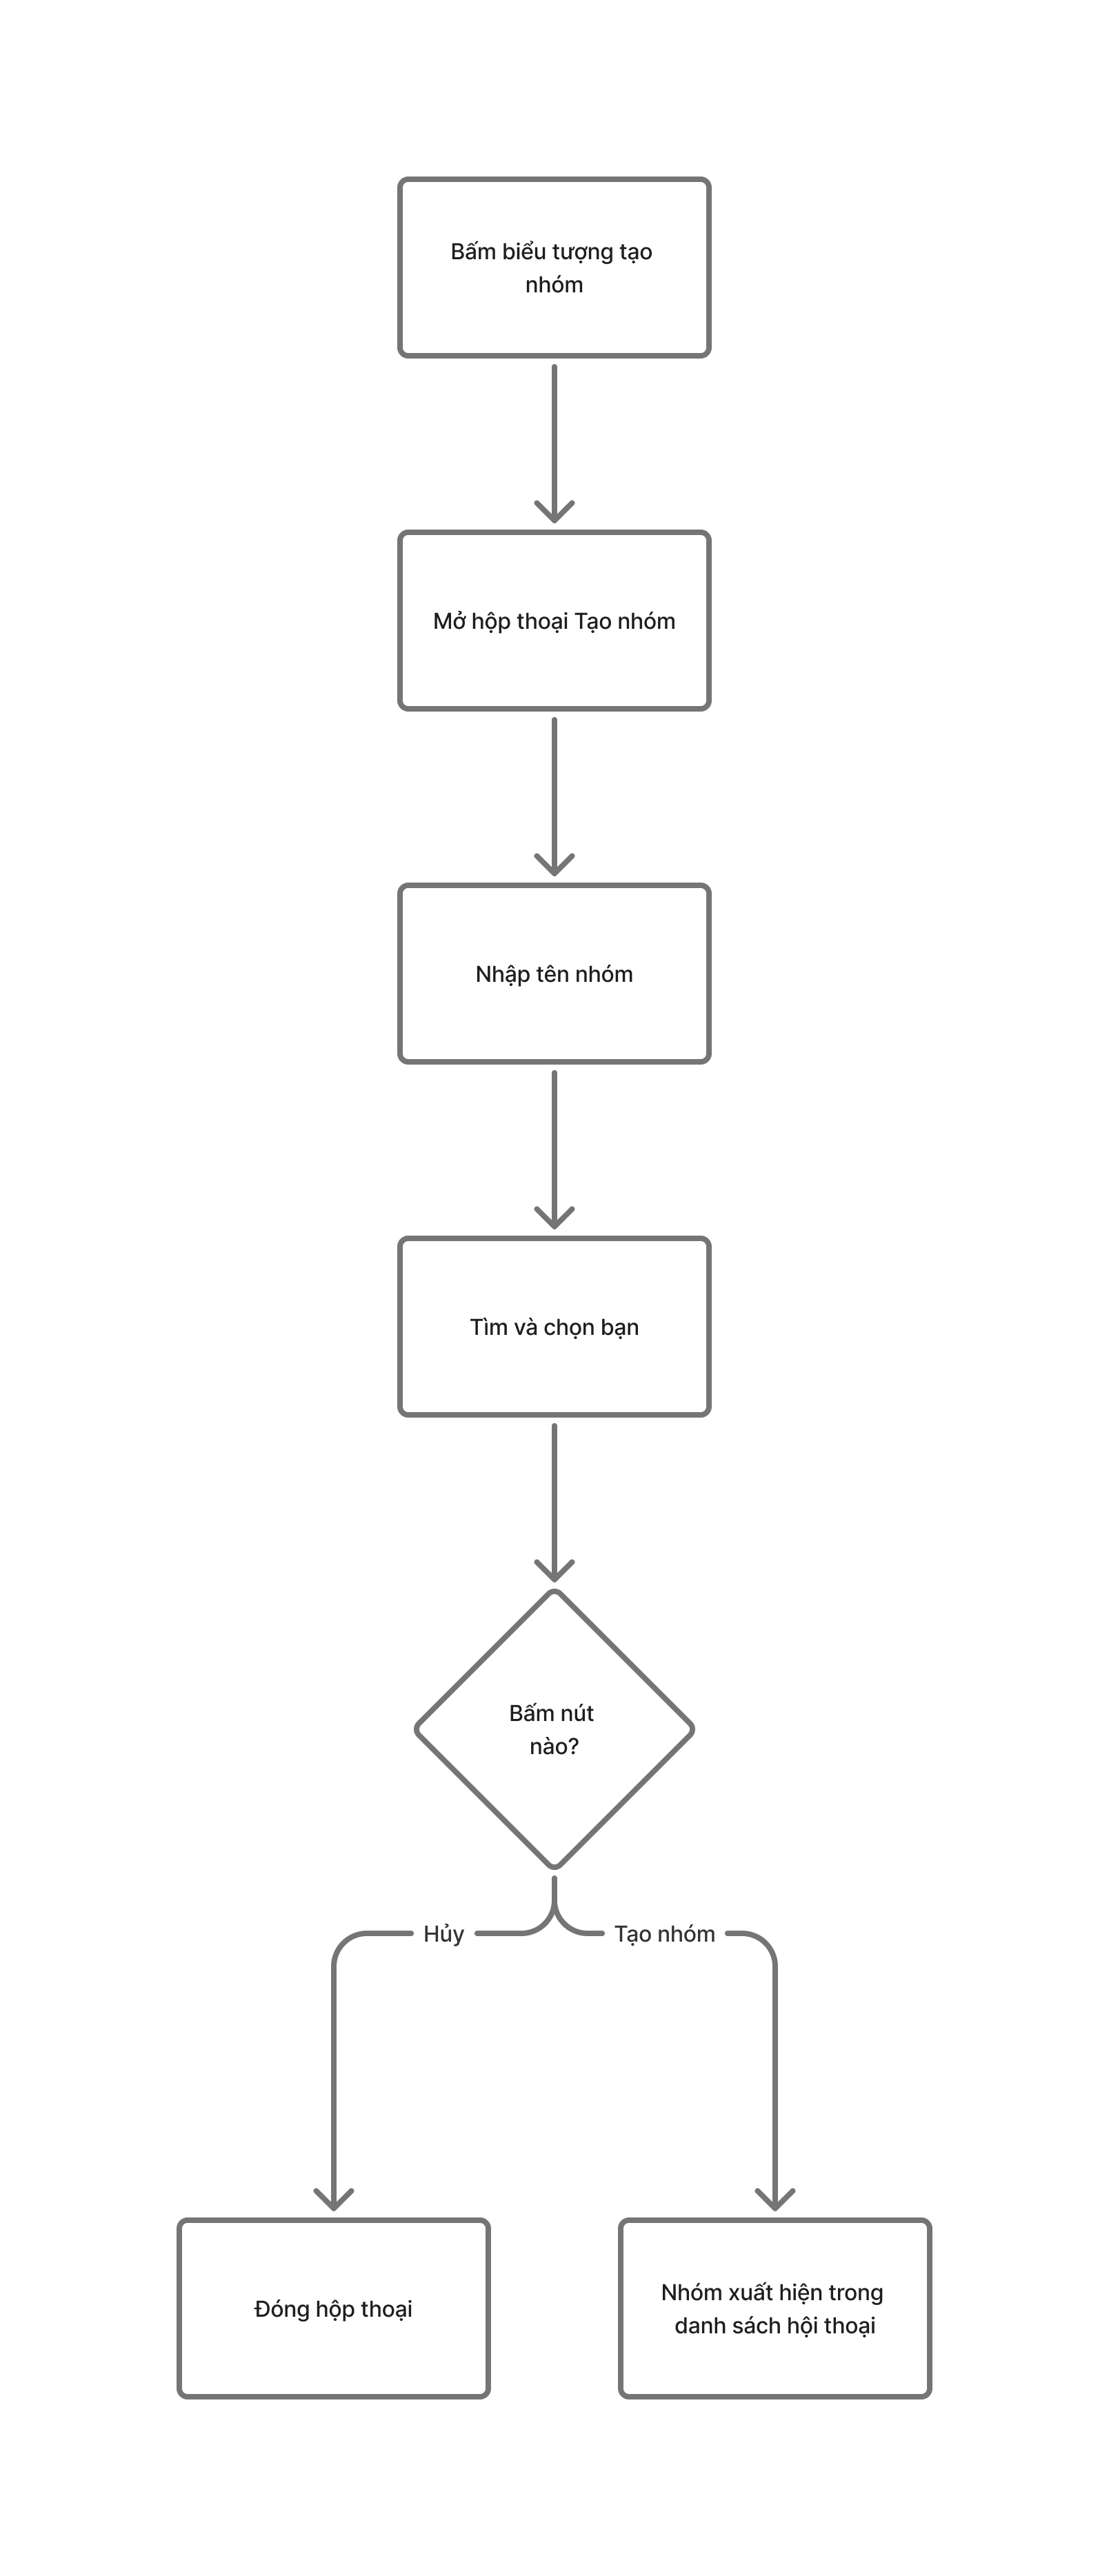 Bấm biểu tượng tạo
nhóm
Mở hộp thoại Tạo nhóm
Nhập tên nhóm
Tìm và chọn bạn
Bấm nút
nào?
Hủy
Tạo nhóm
Đóng hộp thoại
Nhóm xuất hiện trong
danh sách hội thoại